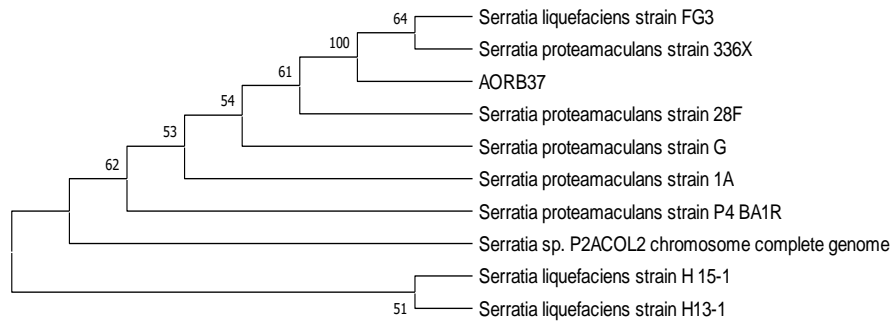 64 Serratia liquefaciens strain FG3
100 Serratia proteamaculans strain 336X
61 AORB37
54 Serratia proteamaculans strain 28F
53 Serratia proteamaculans strain G
62 Serratia proteamaculans strain 1A
Serratia proteamaculans strain P4 BA1R
Serratia sp. P2ACOL2 chromosome complete genome
Serratia liquefaciens strain H 15-1
51 Serratia liquefaciens strain H13-1